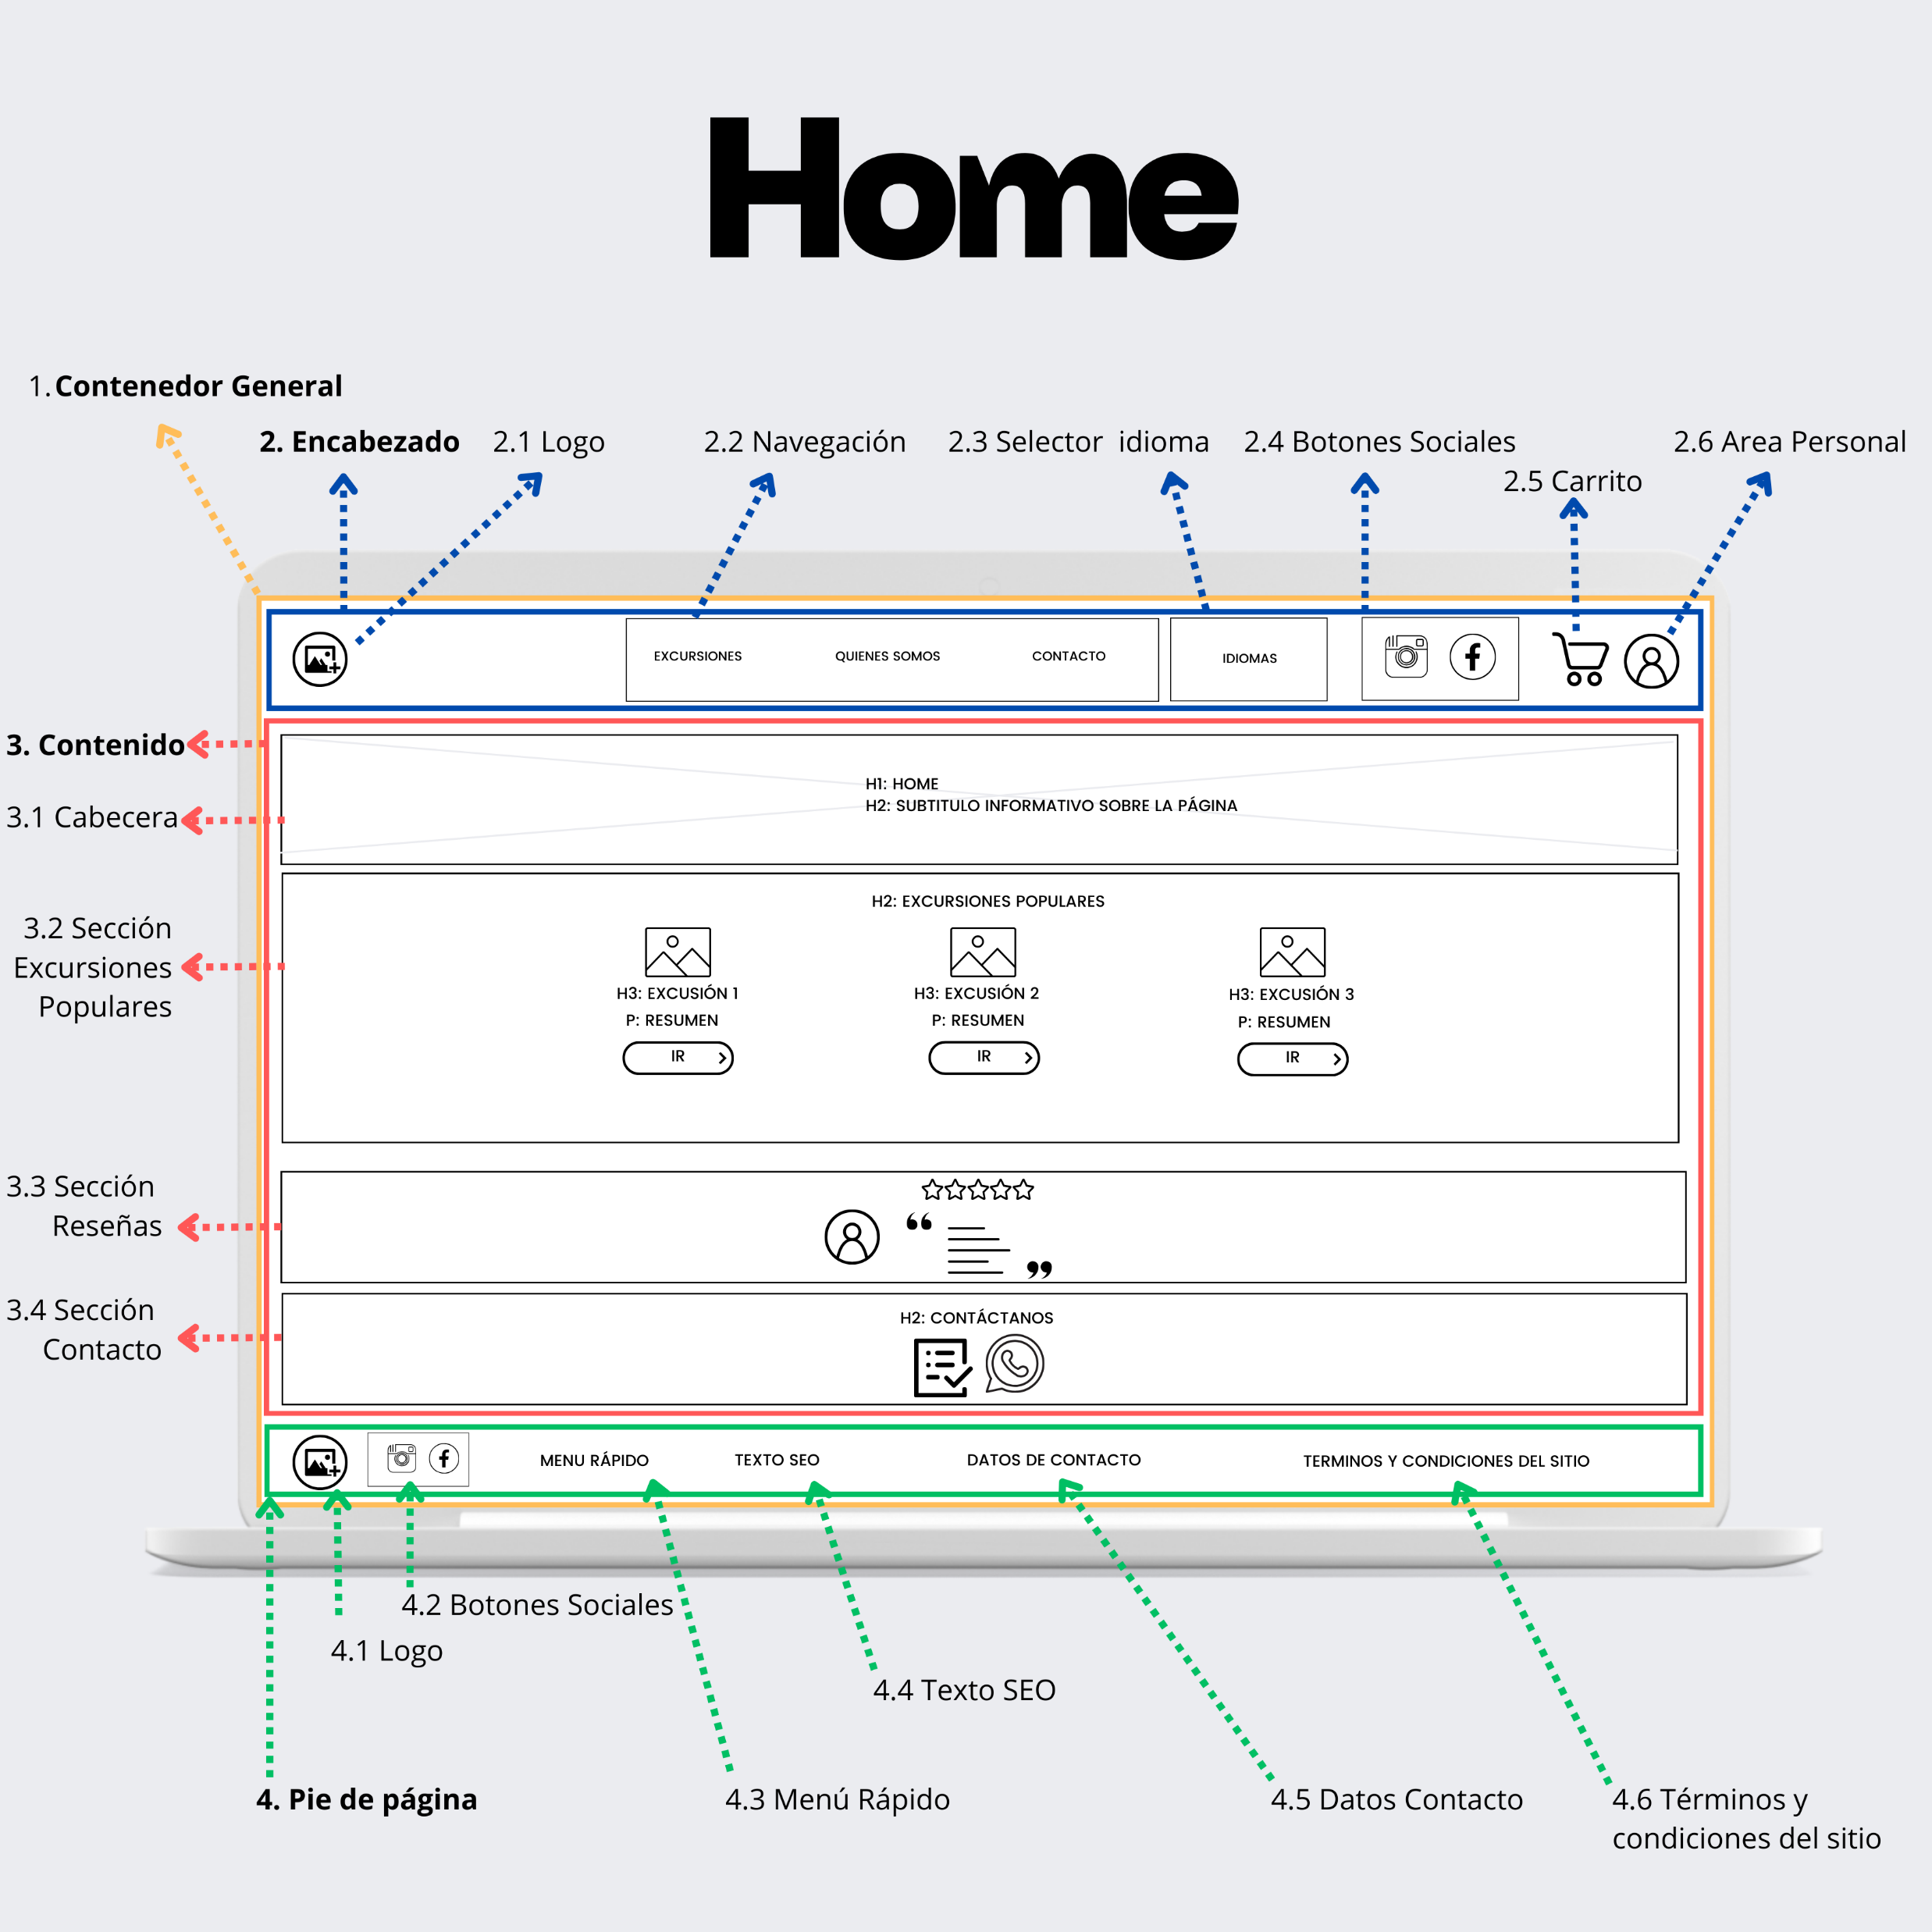 Home
1. Contenedor General
2. Encabezado
2.1 Logo
2.2 Navegación
2.3 Selector idioma
2.4 Botones Sociales
2.5 Carrito
2.6 Area Personal
EXCURSIONES
QUIENES SOMOS
CONTACTO
IDIOMAS
3. Contenido
3.1 Cabecera
H1: HOME
H2: SUBTITULO INFORMATIVO SOBRE LA PÁGINA
3.2 Sección
Excursiones
Populares
H2: EXCURSIONES POPULARES
H3: EXCUSIÓN 1
P: RESUMEN
IR
H3: EXCUSIÓN 2
P: RESUMEN
IR
H3: EXCUSIÓN 3
P: RESUMEN
IR
3.3 Sección
Reseñas
3.4 Sección
Contacto
H2: CONTÁCTANOS
MENU RÁPIDO
TEXTO SEO
DATOS DE CONTACTO
TERMINOS Y CONDICIONES DEL SITIO
4.2 Botones Sociales
4.1 Logo
4.4 Texto SEO
4. Pie de página
4.3 Menú Rápido
4.5 Datos Contacto
4.6 Términos y
condiciones del sitio